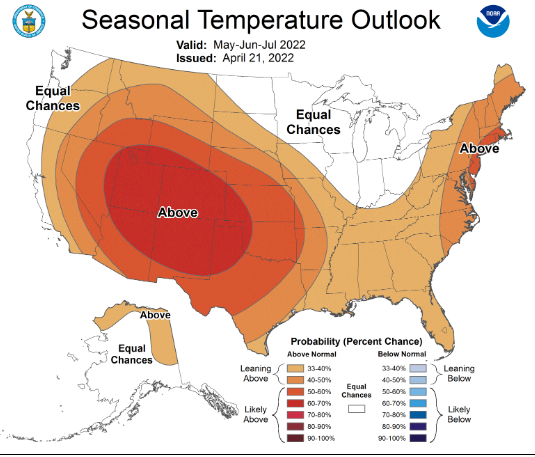 Seasonal Temperature Outlook
NOAA
Valid: May-Jun-Jul 2022
Issued: April 21, 2022
Equal
Chances
Equal
Chances
Above
Above
Above
Equal
Chances
Probability (Percent Chance)
Above Normal
Below Normal
Leaning
Above
33-40%
40-50%
Likely
Above
50-60%
60-70%
70-80%
80-90%
90-100%
Equal
Chances
33-40%
40-50%
Leaning
Below
50-60%
60-70%
70-80%
80-90%
90-100%
Likely
Below